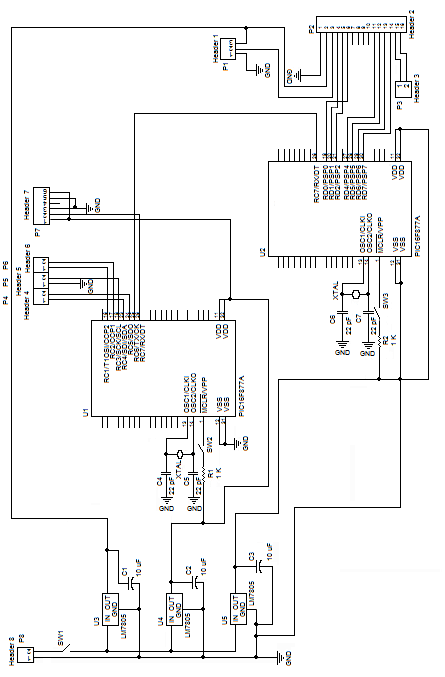 Header 2
P2
Header 1
P1
GND
GND
Header 3
P3
1
2
RC7/RX/DT
RD0/PSP0
RD1/PSP1
RD2/PSP2
RD4/PSP4
RD5/PSP5
RD6/PSP6
RD7/PSP7
VDD
VDD
U2
OSC1/CLKI
OSC2/CLKO
MCLR/VPP
VSS
VSS
PIC16F877A
Header 7
P7
GND
P6
Header 6
P5
Header 5
P4
Header 4
GND
XTAL
SW3
C6
22 pF
GND
C7
22 pF
GND
R2
1 K
RC1/T1OSI/CCP2
RC2/CCP1
RC3/SCK/SCL
RC4/SDI/SDA
RC5/SDO
RC6/TX/CK
RC7/RX/DT
VDD
VDD
U1
OSC1/CLKI
OSC2/CLKO
MCLR/VPP
VSS
VSS
PIC16F877A
XTAL
SW2
GND
C4
22 pF
GND
C5
22 pF
GND
R1
1 K
C1
10 uF
C2
10 uF
C3
10 uF
U3
IN OUT
GND
LM7805
U4
IN OUT
GND
LM7805
U5
IN OUT
GND
LM7805
SW1
Header 8
P8
GND